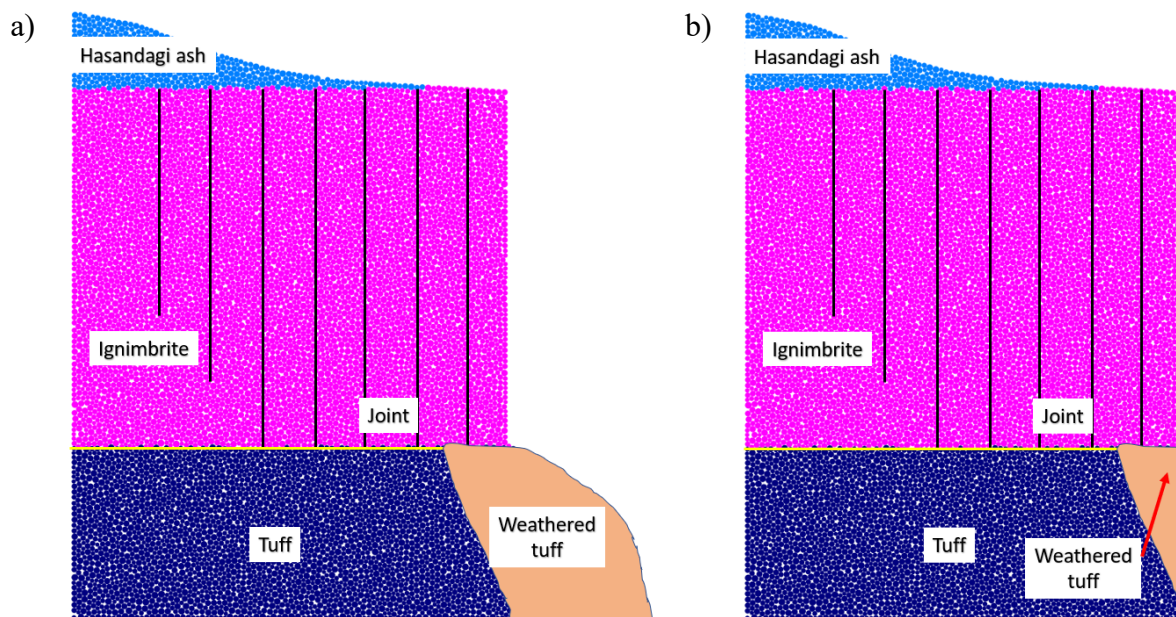 a)
Hasandagi ash
Ignimbrite
Joint
Tuff
Weathered
tuff
b)
Hasandagi ash
Ignimbrite
Joint
Tuff
Weathered
tuff